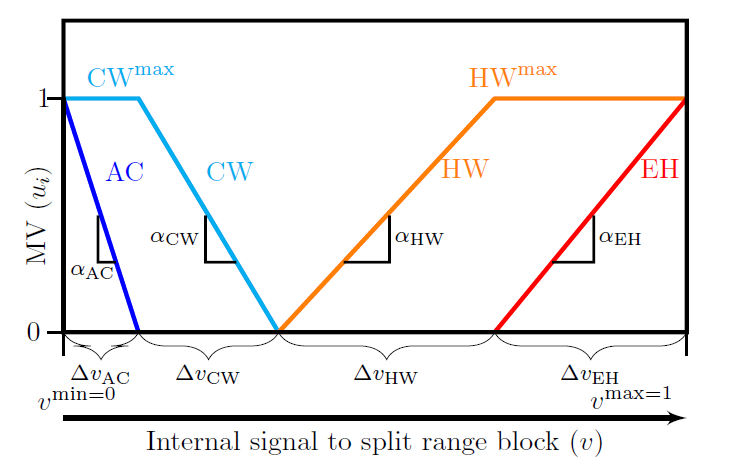 CW^max
HW^max
1
AC
CW
HW
EH
MV (u_i)
α_AC
α_CW
α_HW
α_EH
0
Δv_AC
Δv_CW
Δv_HW
Δv_EH
v^min=0
v^max=1
Internal signal to split range block (v)